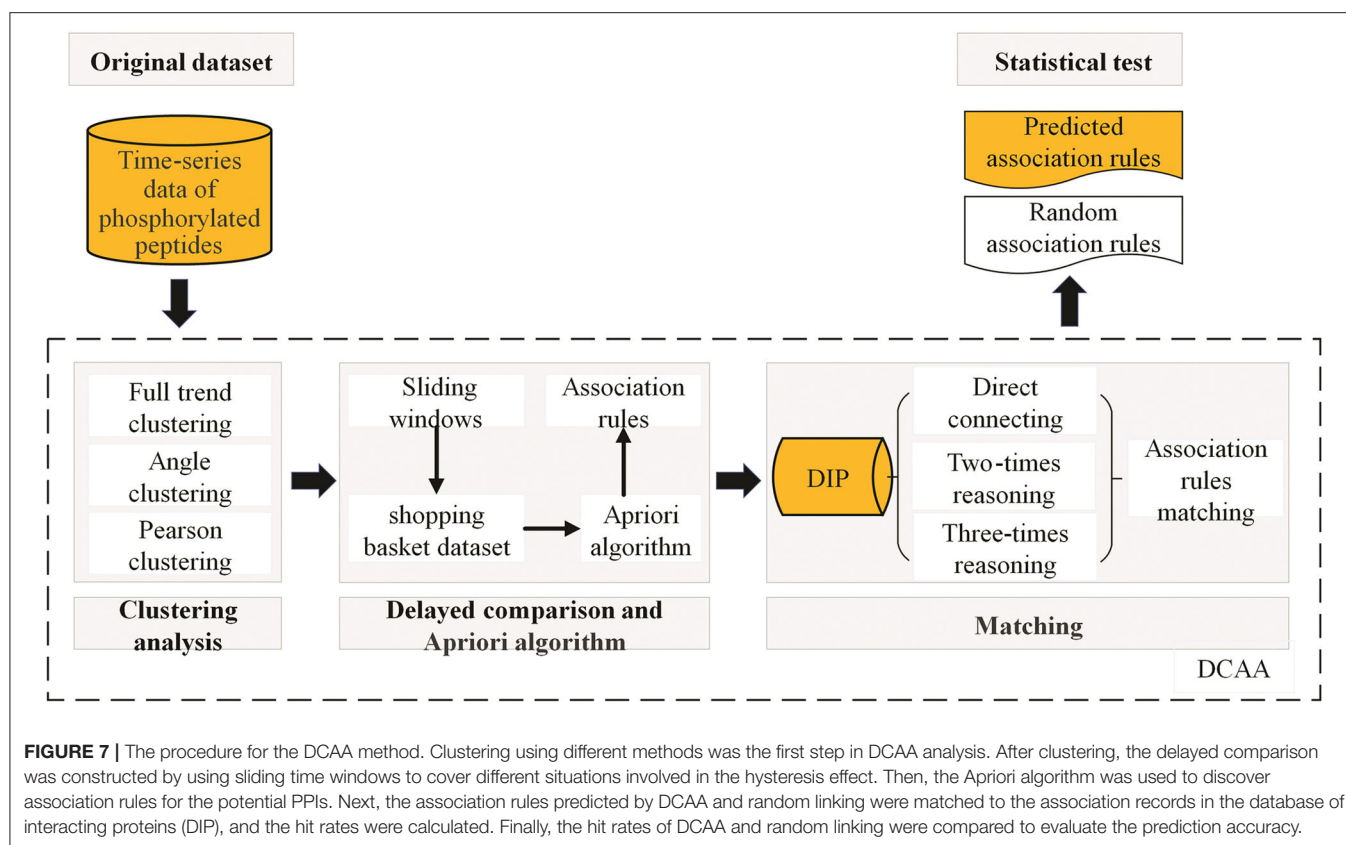 Original dataset
Statistical test
Time-series
data of
phosphorylated
peptides
Predicted
association rules
Random
association rules
Full trend
clustering
Angle
clustering
Pearson
clustering
Clustering
analysis
Sliding
windows
shopping
basket dataset
Apriori
algorithm
Association
rules
Delayed comparison and
Apriori algorithm
DIP
Direct
connecting
Two-times
reasoning
Three-times
reasoning
Association
rules
matching
Matching
DCAA
FIGURE 7 | The procedure for the DCAA method. Clustering using different methods was the first step in DCAA analysis. After clustering, the delayed comparison
was constructed by using sliding time windows to cover different situations involved in the hysteresis effect. Then, the Apriori algorithm was used to discover
association rules for the potential PPIs. Next, the association rules predicted by DCAA and random linking were matched to the association records in the database of
interacting proteins (DIP), and the hit rates were calculated. Finally, the hit rates of DCAA and random linking were compared to evaluate the prediction accuracy.